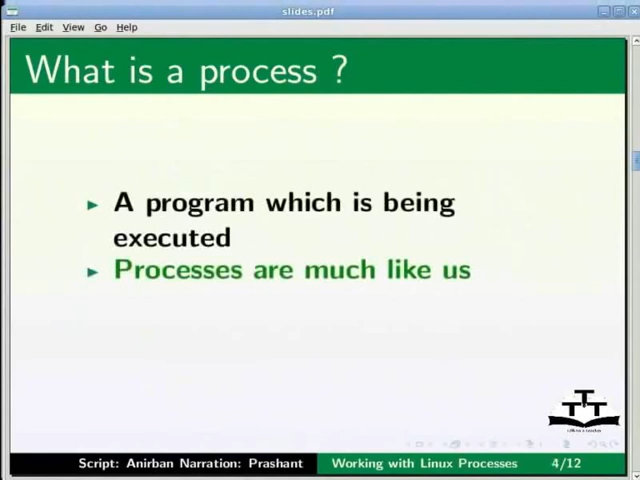 slides.pdf
File Edit View Go Help
What is a process ?
A program which is being
executed
Processes are much like us
Script: Anirban Narration: Prashant Working with Linux Processes 4/12